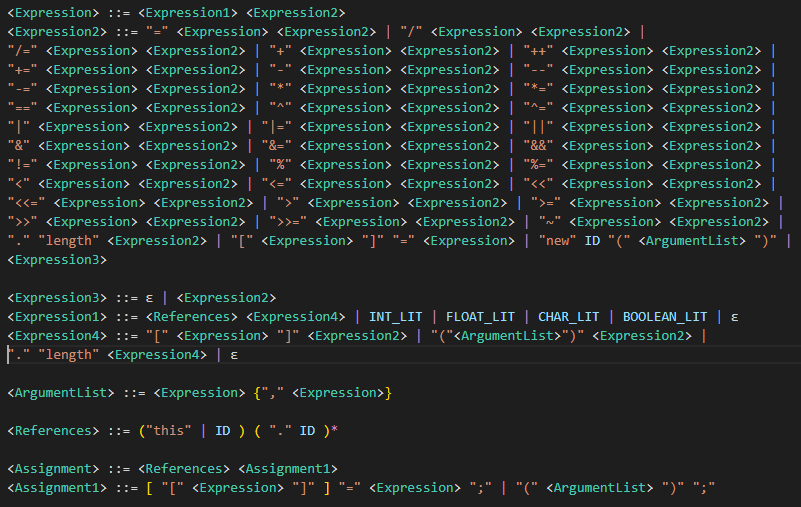 <Expression> ::= <Expression1> <Expression2>
<Expression2> ::= "=" <Expression> <Expression2> | "/" <Expression> <Expression2> |
"/=" <Expression> <Expression2> | "+" <Expression> <Expression2> | "++" <Expression> <Expression2> |
"+=" <Expression> <Expression2> | "-" <Expression> <Expression2> | "--" <Expression> <Expression2> |
"-=" <Expression> <Expression2> | "*" <Expression> <Expression2> | "*=" <Expression> <Expression2> |
"==" <Expression> <Expression2> | "^" <Expression> <Expression2> | "^=" <Expression> <Expression2> |
"|" <Expression> <Expression2> | "|=" <Expression> <Expression2> | "||" <Expression> <Expression2> |
"&" <Expression> <Expression2> | "&=" <Expression> <Expression2> | "&&" <Expression> <Expression2> |
"!=" <Expression> <Expression2> | "%" <Expression> <Expression2> | "%=" <Expression> <Expression2> |
"<" <Expression> <Expression2> | "<=" <Expression> <Expression2> | "<<" <Expression> <Expression2> |
"<<=" <Expression> <Expression2> | ">" <Expression> <Expression2> | ">=" <Expression> <Expression2> |
">>" <Expression> <Expression2> | ">>=" <Expression> <Expression2> | "~" <Expression> <Expression2> |
"." "length" <Expression2> | "[" <Expression> "]" "=" <Expression> | "new" ID "(" <ArgumentList> ")" |
<Expression3>
<Expression3> ::= ε | <Expression2>
<Expression1> ::= <References> <Expression4> | INT_LIT | FLOAT_LIT | CHAR_LIT | BOOLEAN_LIT | ε
<Expression4> ::= "[" <Expression> "]" <Expression2> | "("<ArgumentList>")" <Expression2> |
"." "length" <Expression4> | ε
<ArgumentList> ::= <Expression> {"," <Expression>}
<References> ::= ("this" | ID ) ( "." ID )*
<Assignment> ::= <References> <Assignment1>
<Assignment1> ::= [ "[" <Expression> "]" ] "=" <Expression> ";" | "(" <ArgumentList> ")" ";"